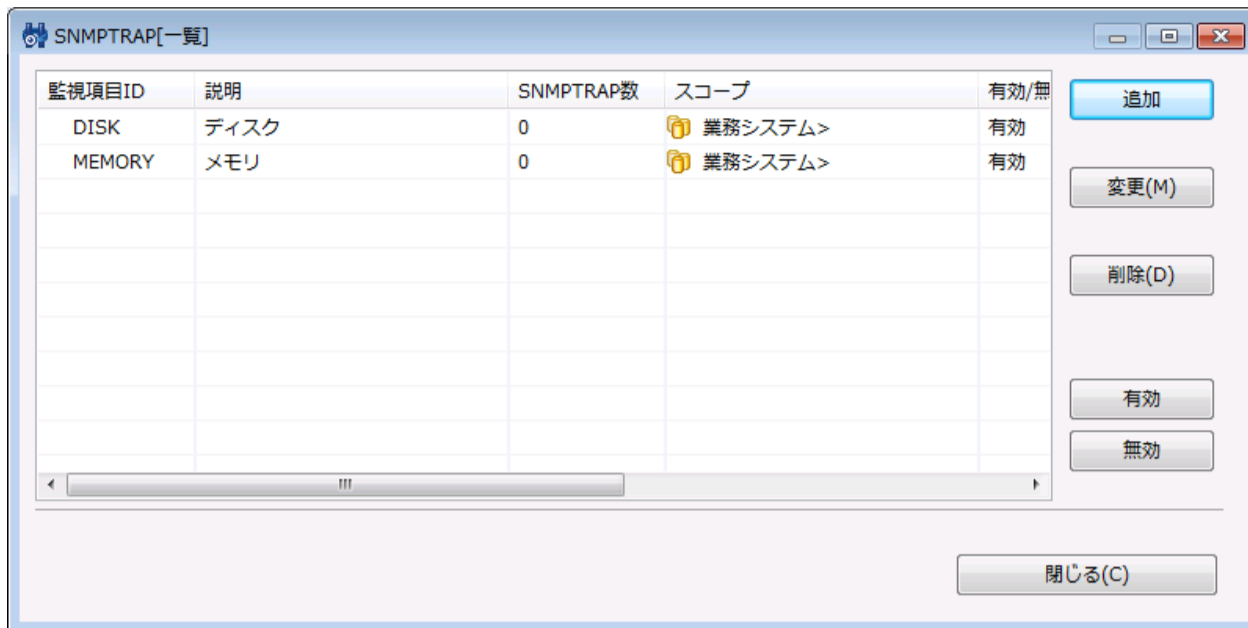 SNMPTRAP[一覧]
監視項目ID 説明 SNMPTRAP数 スコープ 有効/無
DISK ディスク 0 業務システム> 有効
MEMORY メモリ 0 業務システム> 有効
追加
変更(M)
削除(D)
有効
無効
閉じる(C)